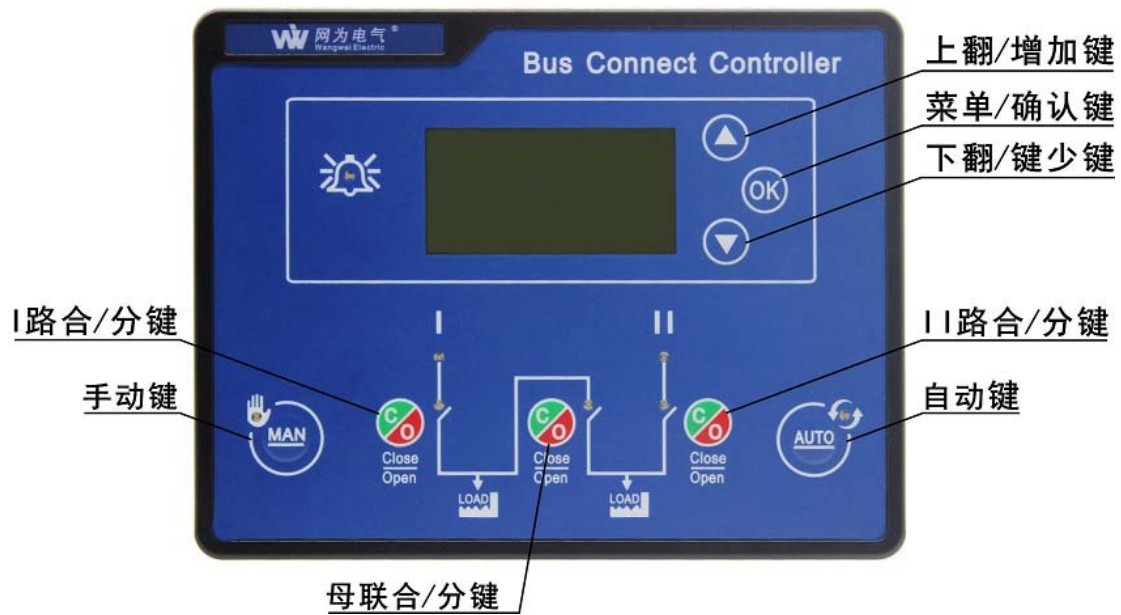 网为电气®
Wangwei Electric
Bus Connect Controller
上翻/增加键
菜单/确认键
下翻/键少键
OK
I
II
I路合/分键
II路合/分键
手动键
自动键
MAN
C/O
C/O
C/O
AUTO
Close
Open
Close
Open
Close
Open
LOAD
LOAD
母联合/分键